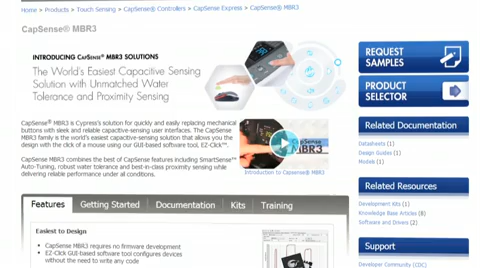 Home > Products > Touch Sensing > CapSense® Controllers > CapSense Express > CapSense® MBR3
CapSense® MBR3
INTRODUCING CAPSENSE® MBR3 SOLUTIONS
The World's Easiest Capacitive Sensing
Solution with Unmatched Water
Tolerance and Proximity Sensing
REQUEST
SAMPLES
PRODUCT
SELECTOR
CapSense® MBR3 is Cypress's solution for quickly and easily replacing mechanical
buttons with sleek and reliable capacitive-sensing user interfaces. The CapSense
MBR3 family is the world's easiest capacitive-sensing solution that allows you the
design with the click of a mouse using our GUI-based software tool, EZ-Click™.
CapSense MBR3 combines the best of CapSense features including SmartSense™
Auto-Tuning, robust water tolerance and best-in-class proximity sensing while
delivering reliable performance under all conditions.
CapSense
MBR3
Introduction to Capsense® MBR3
Related Documentation
Datasheets (1)
Design Guides (1)
Models (1)
Related Resources
Development Kits (1)
Knowledge Base Articles (8)
Software and Drivers (2)
Support
Developer Community (CDC)
Features
Getting Started
Documentation
Kits
Training
Easiest to Design
• CapSense MBR3 requires no firmware development
• EZ-Click GUI-based software tool configures devices
without the need to write any code